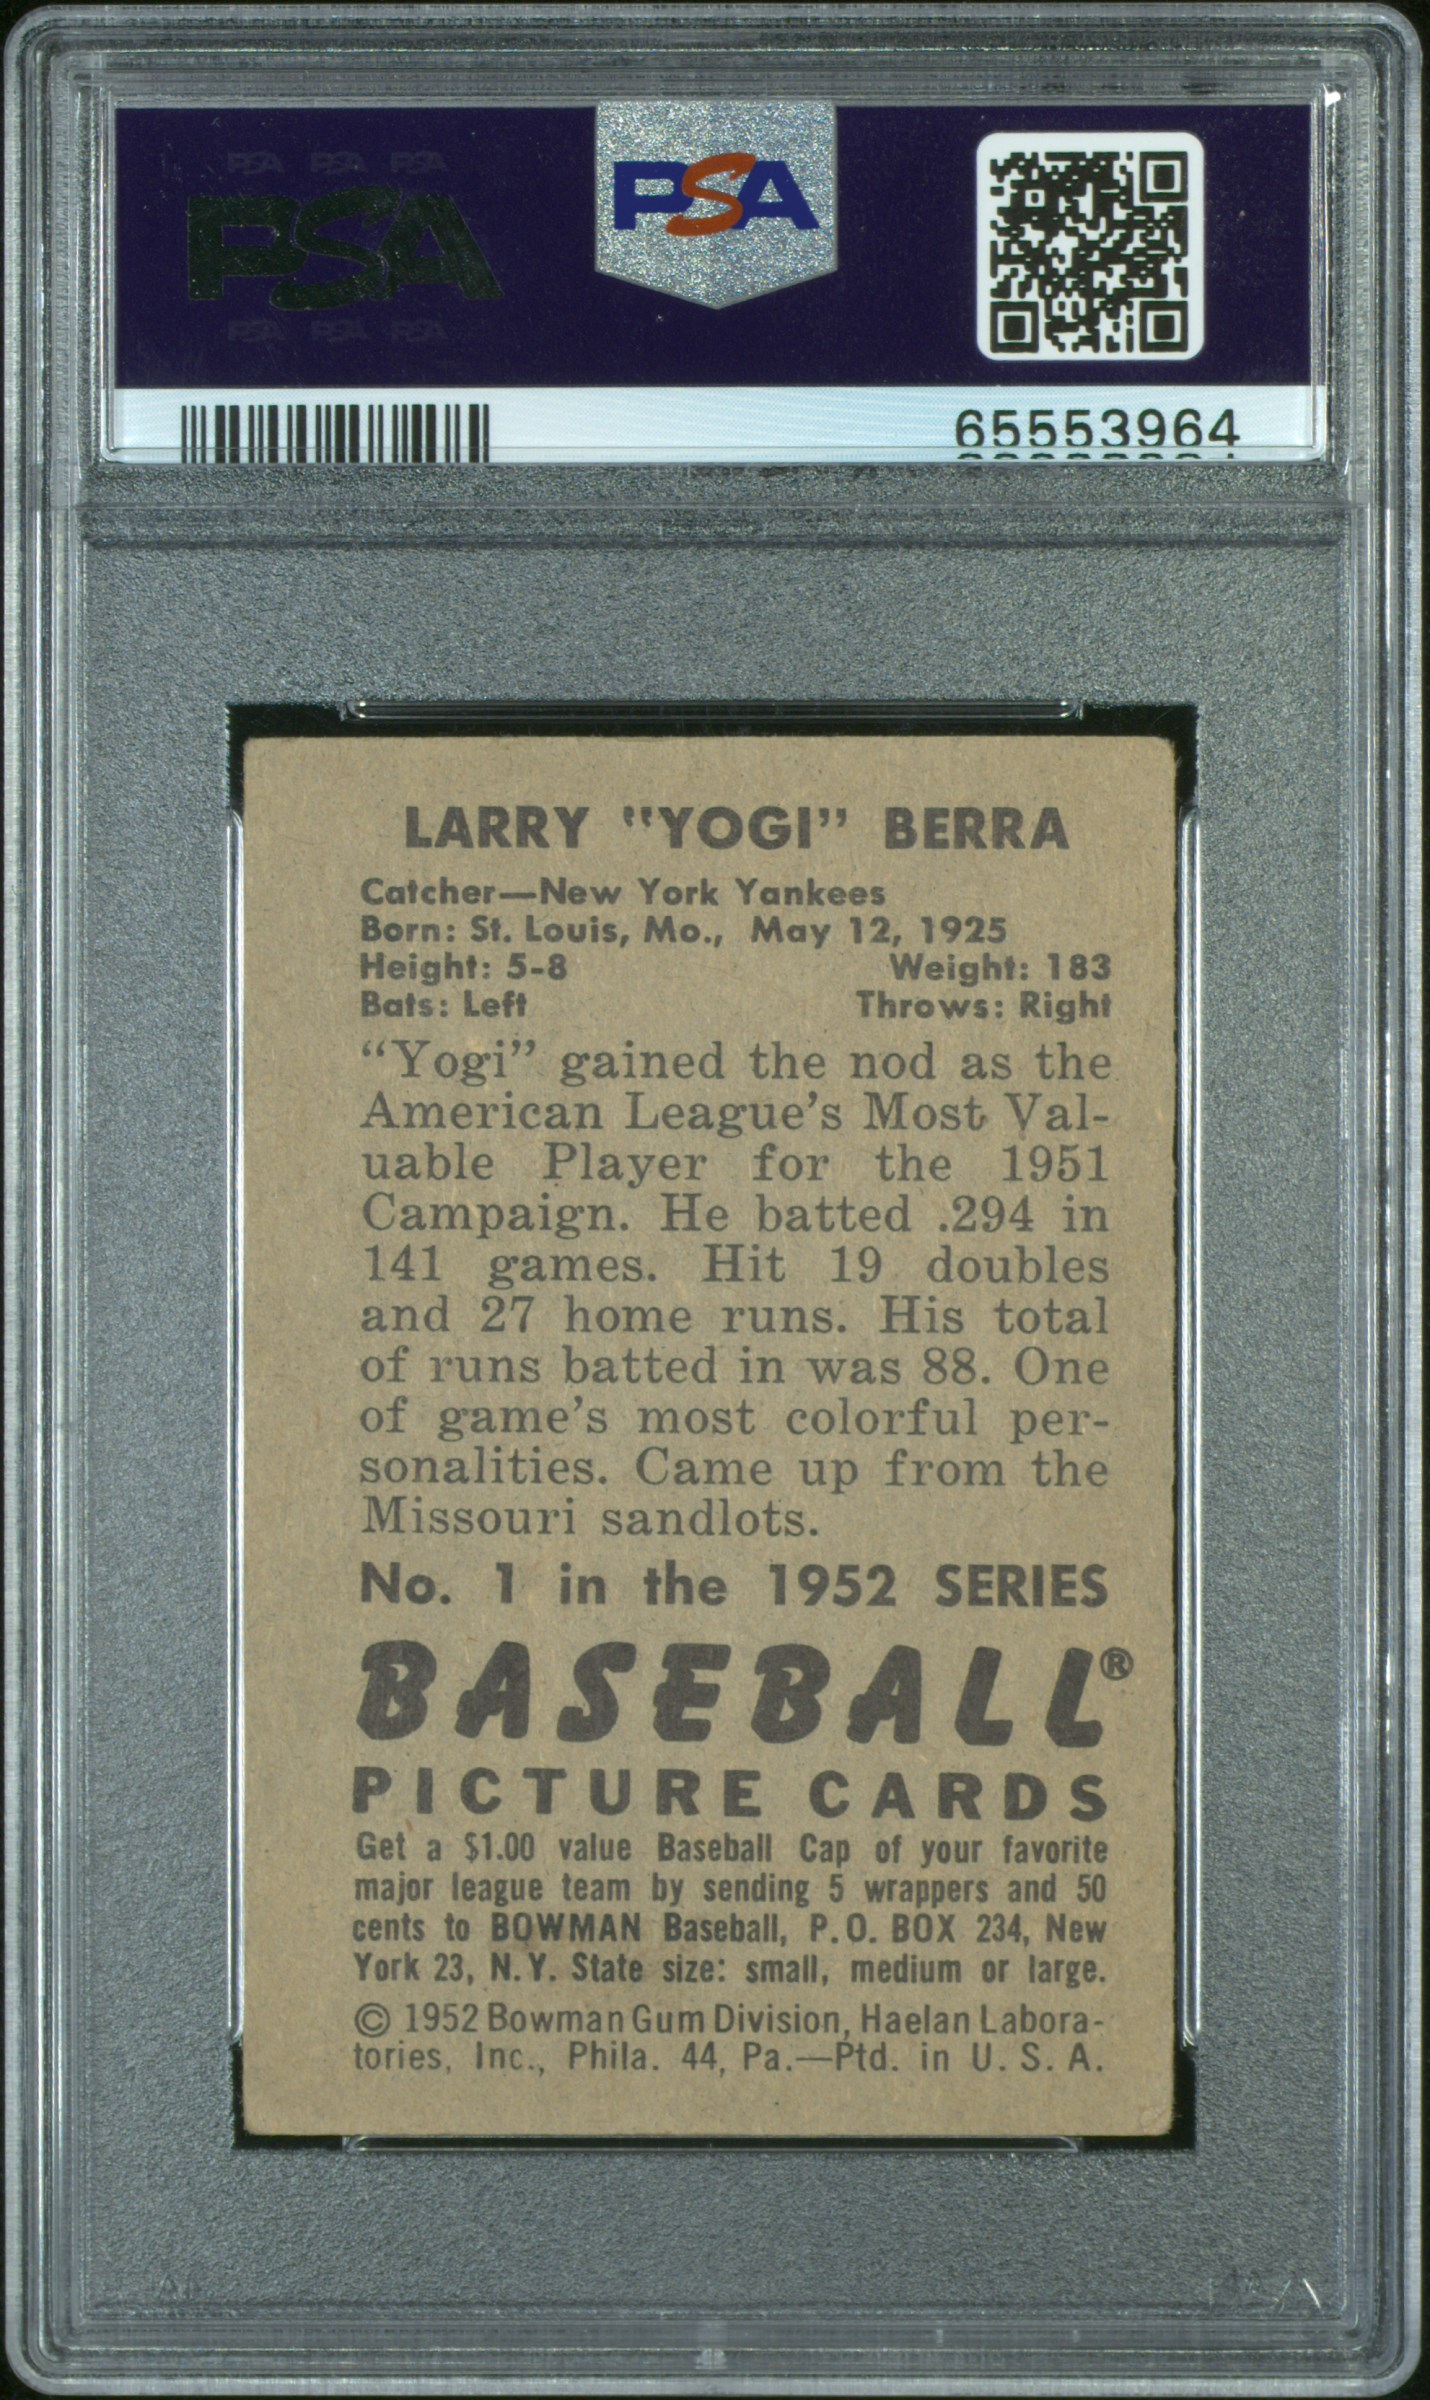 PSA PSA PSA
PSA
PSA PSA PSA
PSA
65553964
LARRY "YOGI" BERRA
Catcher—New York Yankees
Born: St. Louis, Mo., May 12, 1925
Height: 5-8 Weight: 183
Bats: Left Throws: Right
“Yogi” gained the nod as the
American League’s Most Val-
uable Player for the 1951
Campaign. He batted .294 in
141 games. Hit 19 doubles
and 27 home runs. His total
of runs batted in was 88. One
of game’s most colorful per-
sonalities. Came up from the
Missouri sandlots.
No. 1 in the 1952 SERIES
BASEBALL®
PICTURE CARDS
Get a $1.00 value Baseball Cap of your favorite
major league team by sending 5 wrappers and 50
cents to BOWMAN Baseball, P.O. BOX 234, New
York 23, N.Y. State size: small, medium or large.
© 1952 Bowman Gum Division, Haelan Labora-
tories, Inc., Phila. 44, Pa.—Ptd. in U. S. A.